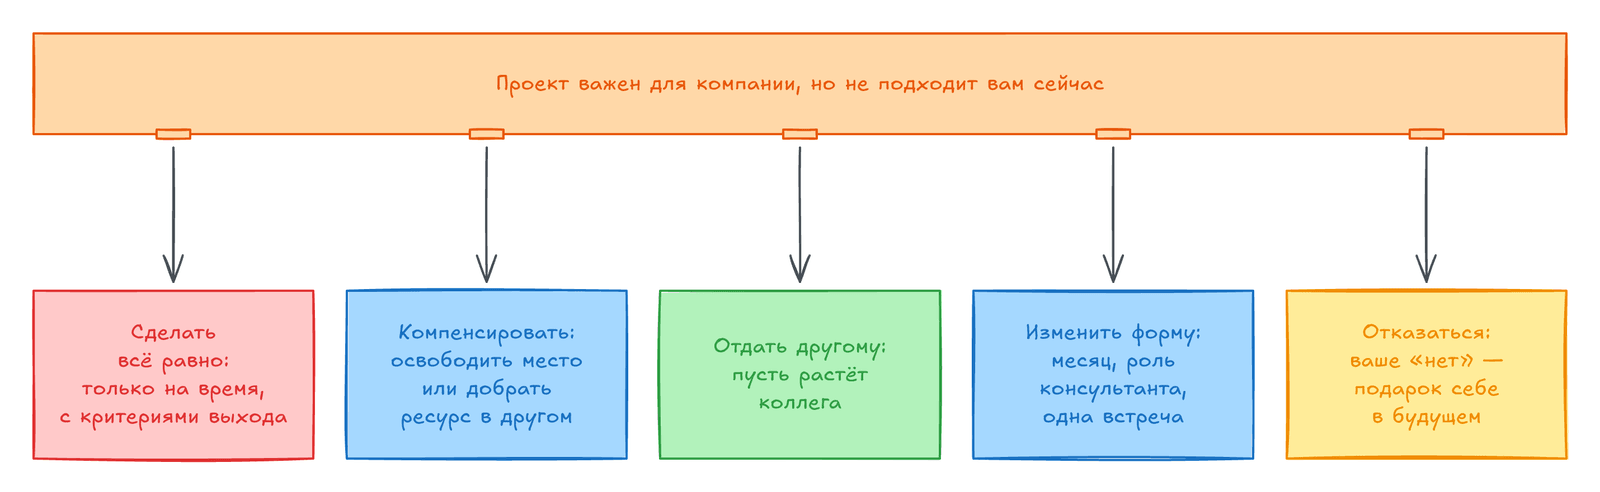 Проект важен для компании, но не подходит вам сейчас
Сделать
всё равно:
только на время,
с критериями выхода
Компенсировать:
освободить место
или добрать
ресурс в другом
Отдать другому:
пусть растёт
коллега
Изменить форму:
месяц, роль
консультанта,
одна встреча
Отказаться:
ваше «нет» —
подарок себе
в будущем